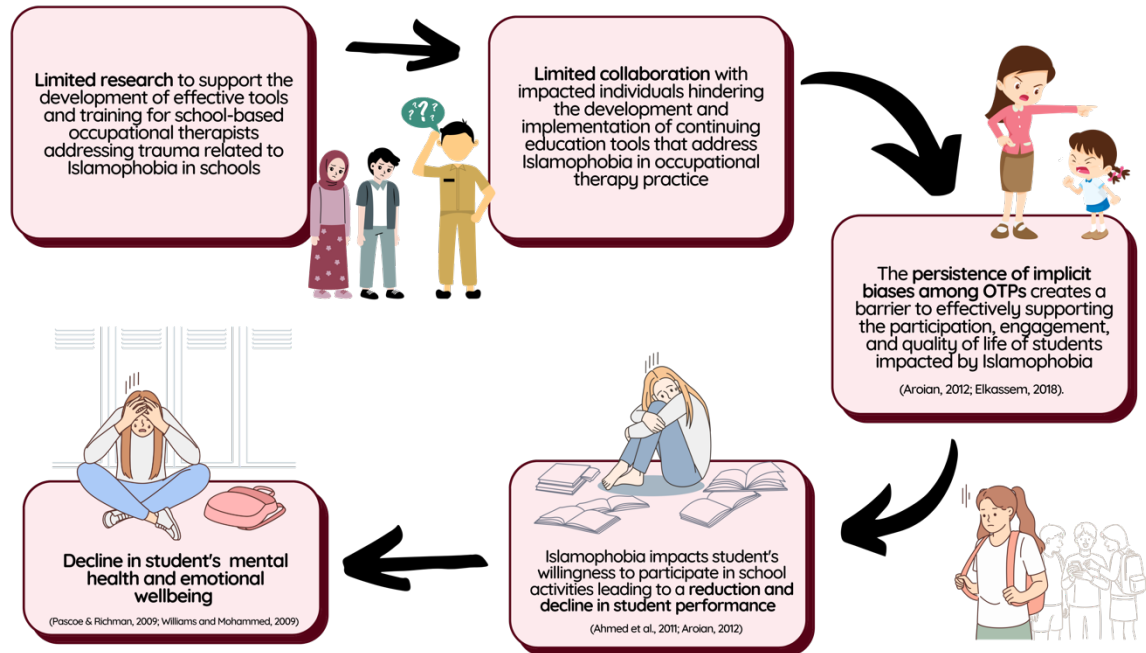 Limited research to support the
development of effective tools
and training for school-based
occupational therapists
addressing trauma related to
Islamophobia in schools
? ? ? ? ?
Limited collaboration with
impacted individuals hindering
the development and
implementation of continuing
education tools that address
Islamophobia in occupational
therapy practice
The persistence of implicit
biases among OTPs creates a
barrier to effectively supporting
the participation, engagement,
and quality of life of students
impacted by Islamophobia
(Aroian, 2012; Elkassem, 2018).
Islamophobia impacts student's
willingness to participate in school
activities leading to a reduction and
decline in student performance
(Ahmed et al., 2011; Aroian, 2012)
Decline in student's mental
health and emotional
wellbeing
(Pascoe & Richman, 2009; Williams and Mohammed, 2009)